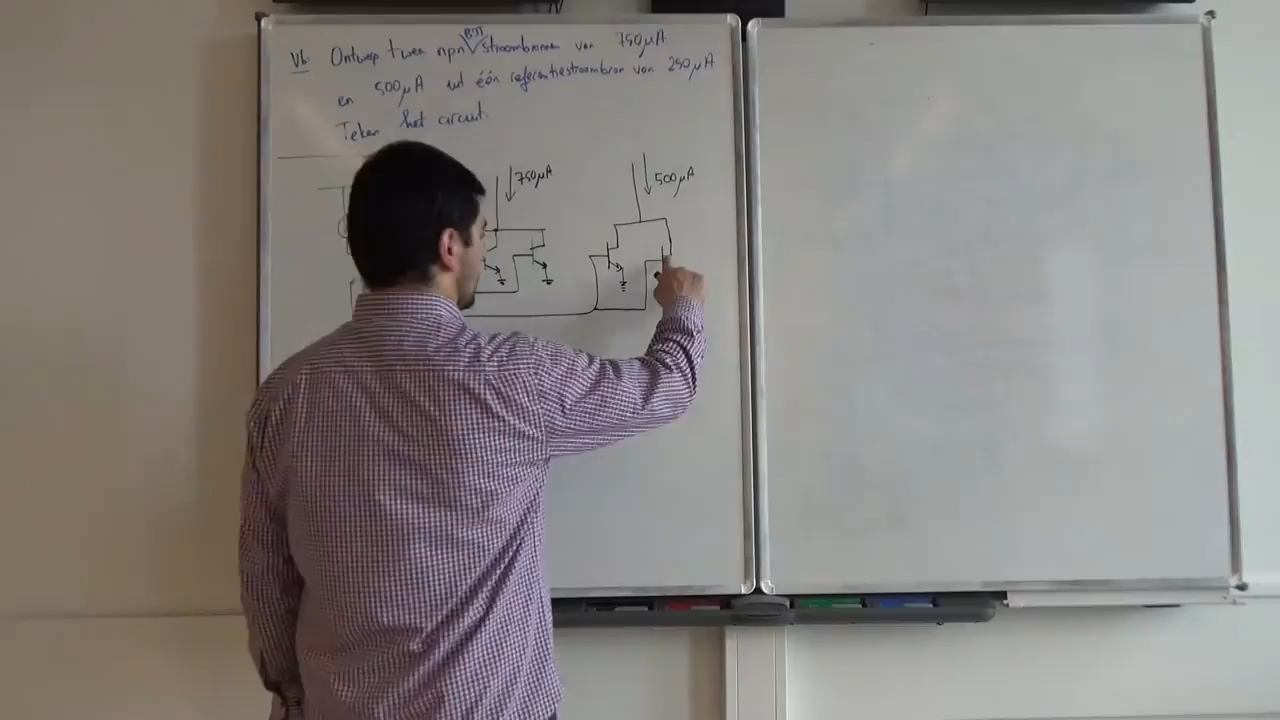 Vb: Ontwerp twee npn BJT stroombronnen van 750µA
en 500µA uit één referentiestroombron van 250µA
Teken het circuit.
750µA
500µA